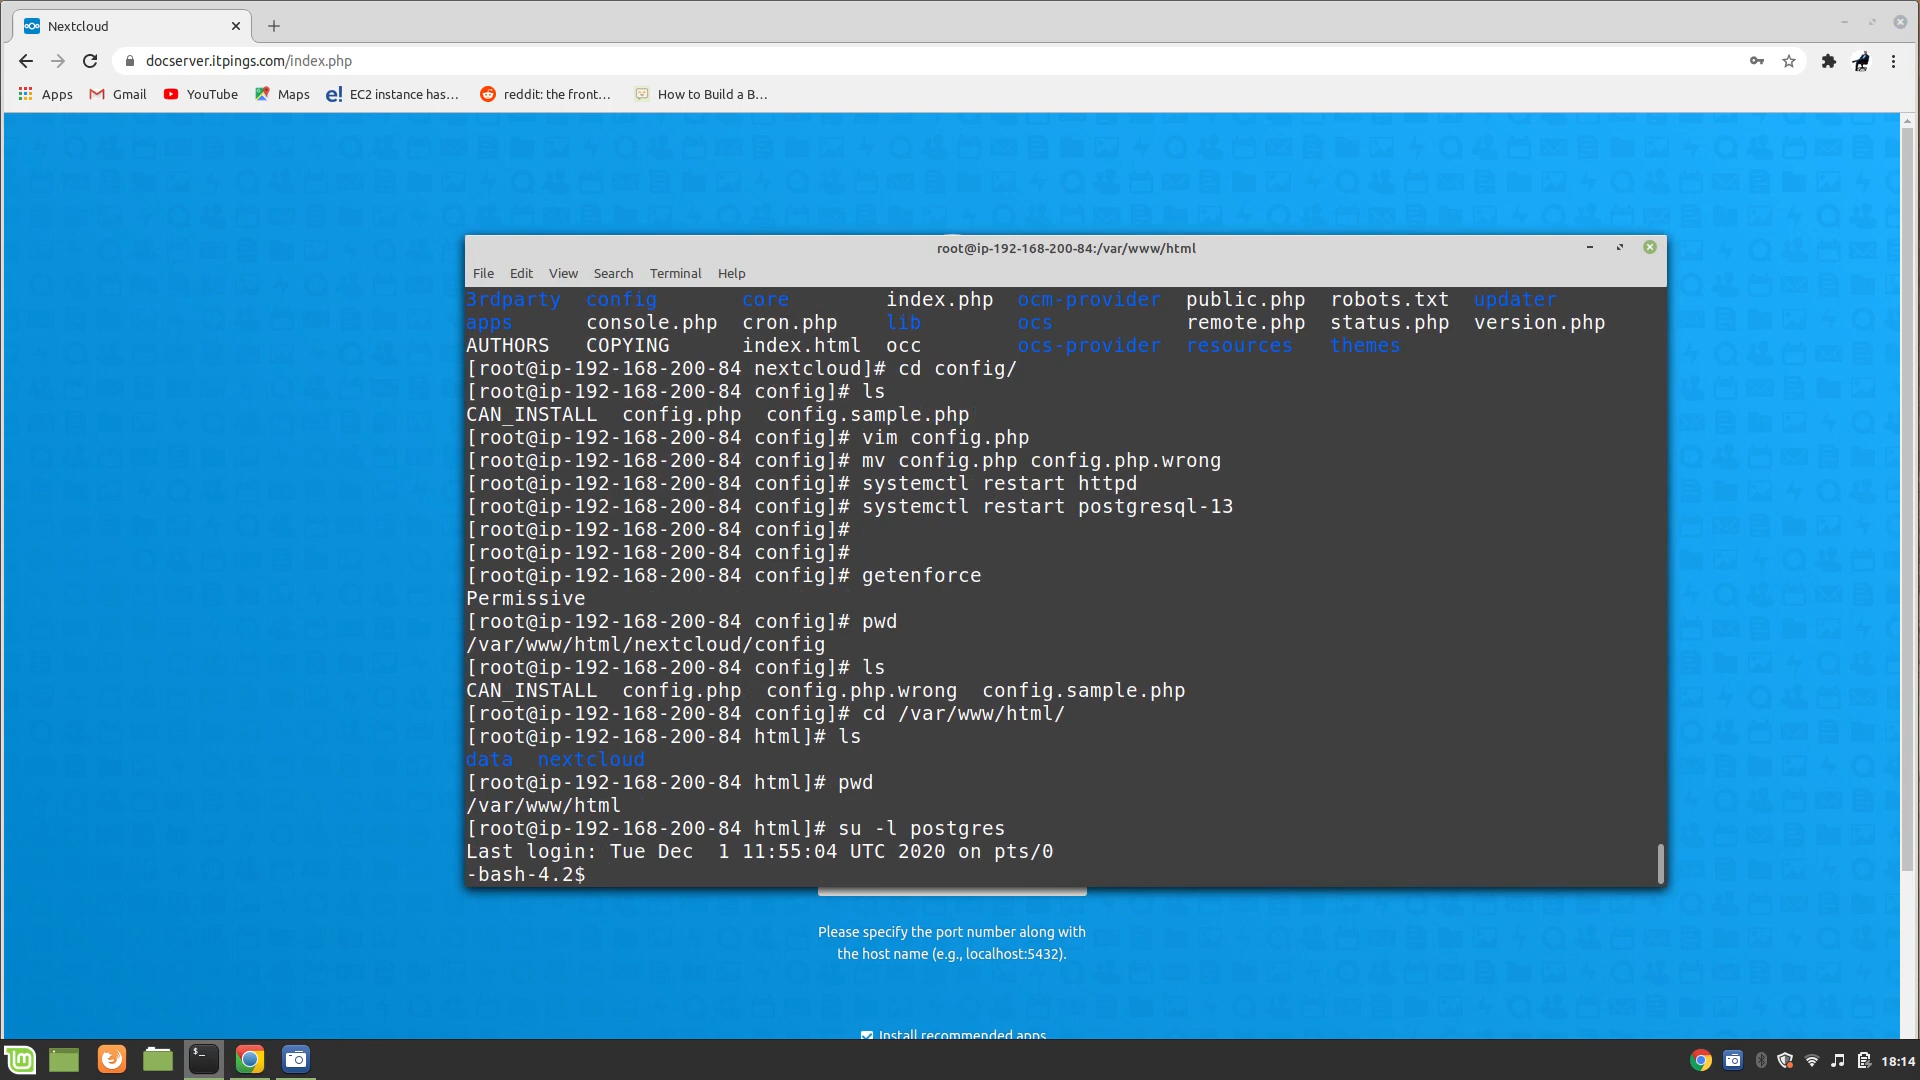 Nextcloud
docserver.itpings.com/index.php
Apps Gmail YouTube Maps EC2 instance has... reddit: the front... How to Build a B...
root@ip-192-168-200-84:/var/www/html
File Edit View Search Terminal Help
3rdparty config core index.php ocm-provider public.php robots.txt updater
apps console.php cron.php lib ocs remote.php status.php version.php
AUTHORS COPYING index.html occ ocs-provider resources themes
[root@ip-192-168-200-84 nextcloud]# cd config/
[root@ip-192-168-200-84 config]# ls
CAN_INSTALL config.php config.sample.php
[root@ip-192-168-200-84 config]# vim config.php
[root@ip-192-168-200-84 config]# mv config.php config.php.wrong
[root@ip-192-168-200-84 config]# systemctl restart httpd
[root@ip-192-168-200-84 config]# systemctl restart postgresql-13
[root@ip-192-168-200-84 config]#
[root@ip-192-168-200-84 config]#
[root@ip-192-168-200-84 config]# getenforce
Permissive
[root@ip-192-168-200-84 config]# pwd
/var/www/html/nextcloud/config
[root@ip-192-168-200-84 config]# ls
CAN_INSTALL config.php config.php.wrong config.sample.php
[root@ip-192-168-200-84 config]# cd /var/www/html/
[root@ip-192-168-200-84 html]# ls
data nextcloud
[root@ip-192-168-200-84 html]# pwd
/var/www/html
[root@ip-192-168-200-84 html]# su -l postgres
Last login: Tue Dec  1 11:55:04 UTC 2020 on pts/0
-bash-4.2$
Please specify the port number along with
the host name (e.g., localhost:5432).
Install recommended apps
18:14